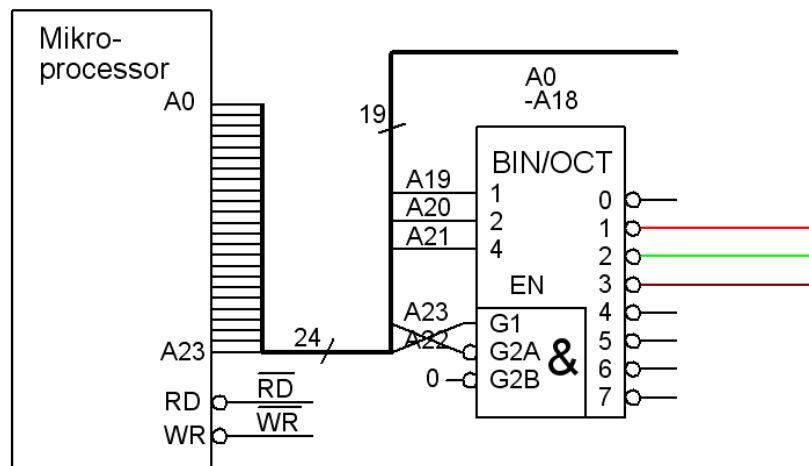 Mikro-
processor
A0
A23
RD
WR
RD
WR
24
19
A0
-A18
A19
A20
A21
A23
A22
0
BIN/OCT
1
2
4
EN
G1
G2A
G2B
&
0
1
2
3
4
5
6
7